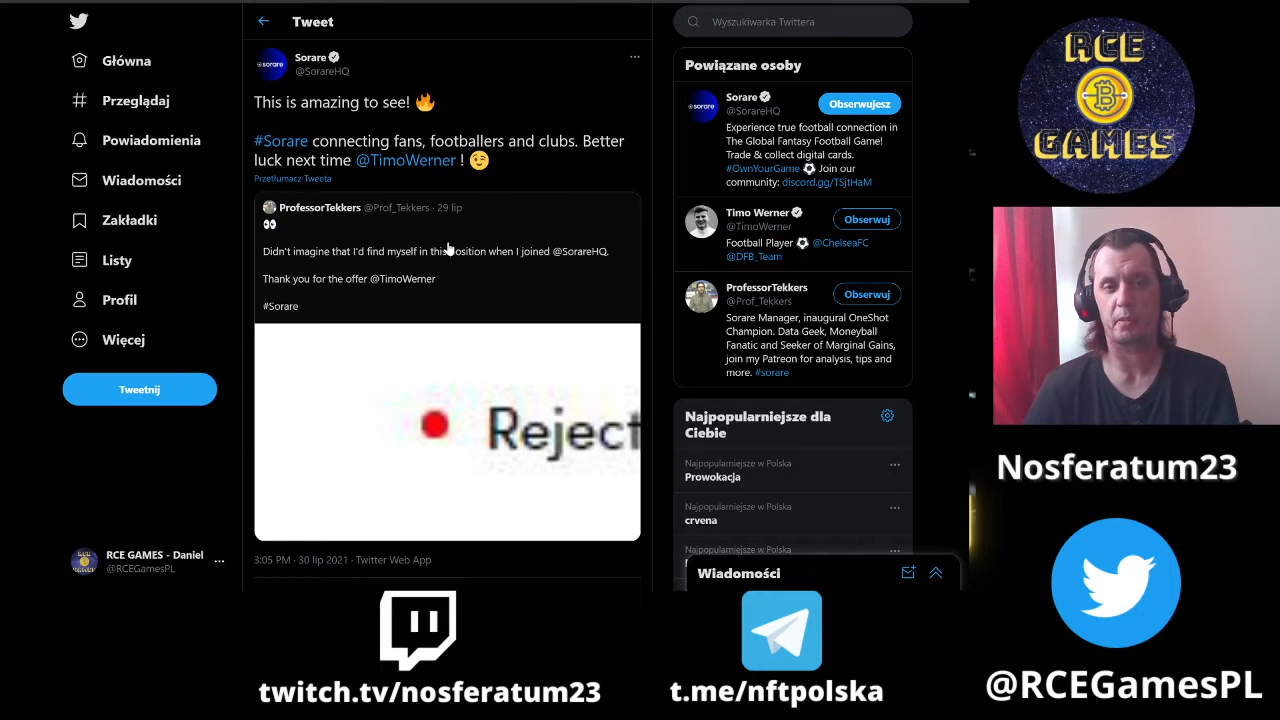 Tweet
Główna
Przeglądaj
Powiadomienia
Wiadomości
Zakładki
Listy
Profil
Więcej
Tweetnij
RCE GAMES - Daniel
@RCEGamesPL
sorare
Sorare
@SorareHQ
This is amazing to see! 🔥
#Sorare connecting fans, footballers and clubs. Better
luck next time @TimoWerner ! 😉
Przetłumacz Tweeta
ProfessorTekkers @Prof_Tekkers · 29 lip
👀
Didn't imagine that I'd find myself in this position when I joined @SorareHQ.
Thank you for the offer @TimoWerner
#Sorare
Reject
3:05 PM · 30 lip 2021 · Twitter Web App
Wyszukiwarka Twittera
Powiązane osoby
sorare
Sorare
@SorareHQ
Obserwujesz
Experience true football connection in
The Global Fantasy Football Game!
Trade & collect digital cards.
#OwnYourGame ⚽ Join our
community: discord.gg/TSjtHaM
Timo Werner
@TimoWerner
Obserwuj
Football Player ⚽ @ChelseaFC
@DFB_Team
ProfessorTekkers
@Prof_Tekkers
Obserwuj
Sorare Manager, inaugural OneShot
Champion. Data Geek, Moneyball
Fanatic and Seeker of Marginal Gains,
join my Patreon for analysis, tips and
more. #sorare
Najpopularniejsze dla
Ciebie
Najpopularniejsze w Polska
Prowokacja
Najpopularniejsze w Polska
crvena
Najpopularniejsze w Polska
Wiadomości
RCE
GAMES
Nosferatum23
@RCEGamesPL
twitch.tv/nosferatum23
t.me/nftpolska